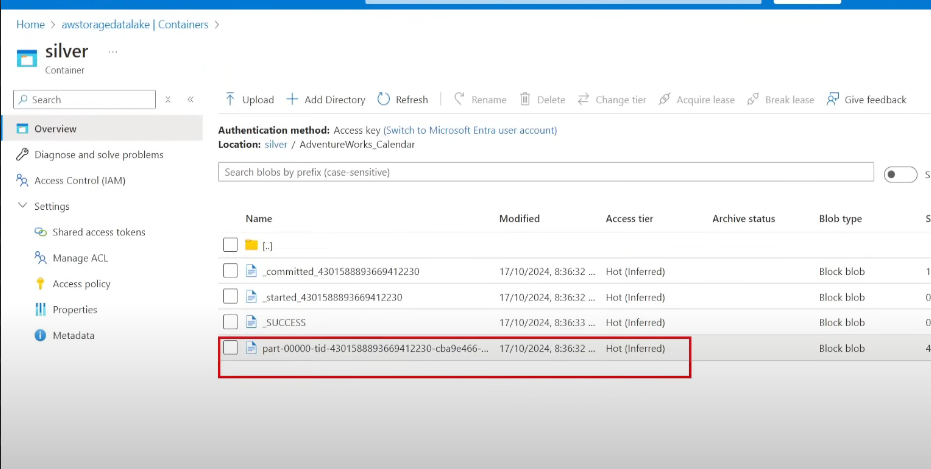 Home > awstoragedatalake | Containers >
silver ...
Container
Search
Upload Add Directory Refresh Rename Delete Change tier Acquire lease Break lease Give feedback
Overview
Diagnose and solve problems
Access Control (IAM)
Settings
Shared access tokens
Manage ACL
Access policy
Properties
Metadata
Authentication method: Access key (Switch to Microsoft Entra user account)
Location: silver / AdventureWorks_Calendar
Search blobs by prefix (case-sensitive)
Name Modified Access tier Archive status Blob type
[..]
_committed_4301588893669412230 17/10/2024, 8:36:32 ... Hot (Inferred) Block blob
_started_4301588893669412230 17/10/2024, 8:36:32 ... Hot (Inferred) Block blob
_SUCCESS 17/10/2024, 8:36:33 ... Hot (Inferred) Block blob
part-00000-tid-4301588893669412230-cba9e466-... 17/10/2024, 8:36:32 ... Hot (Inferred) Block blob